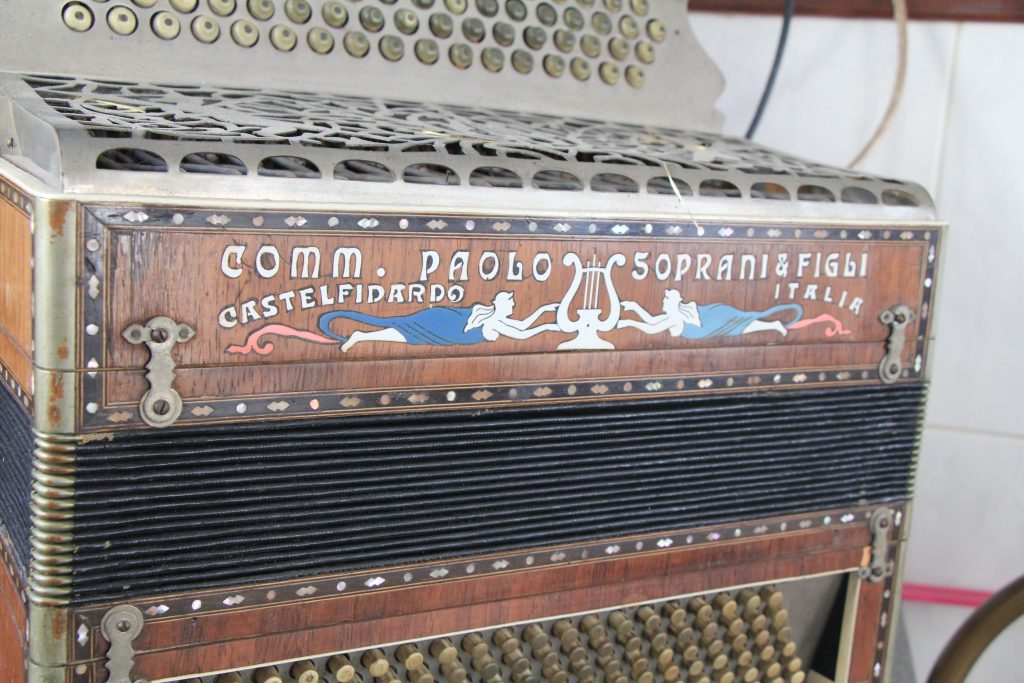 COMM. PAOLO SOPRANI & FIGLI
CASTELFIDARDO ITALIA